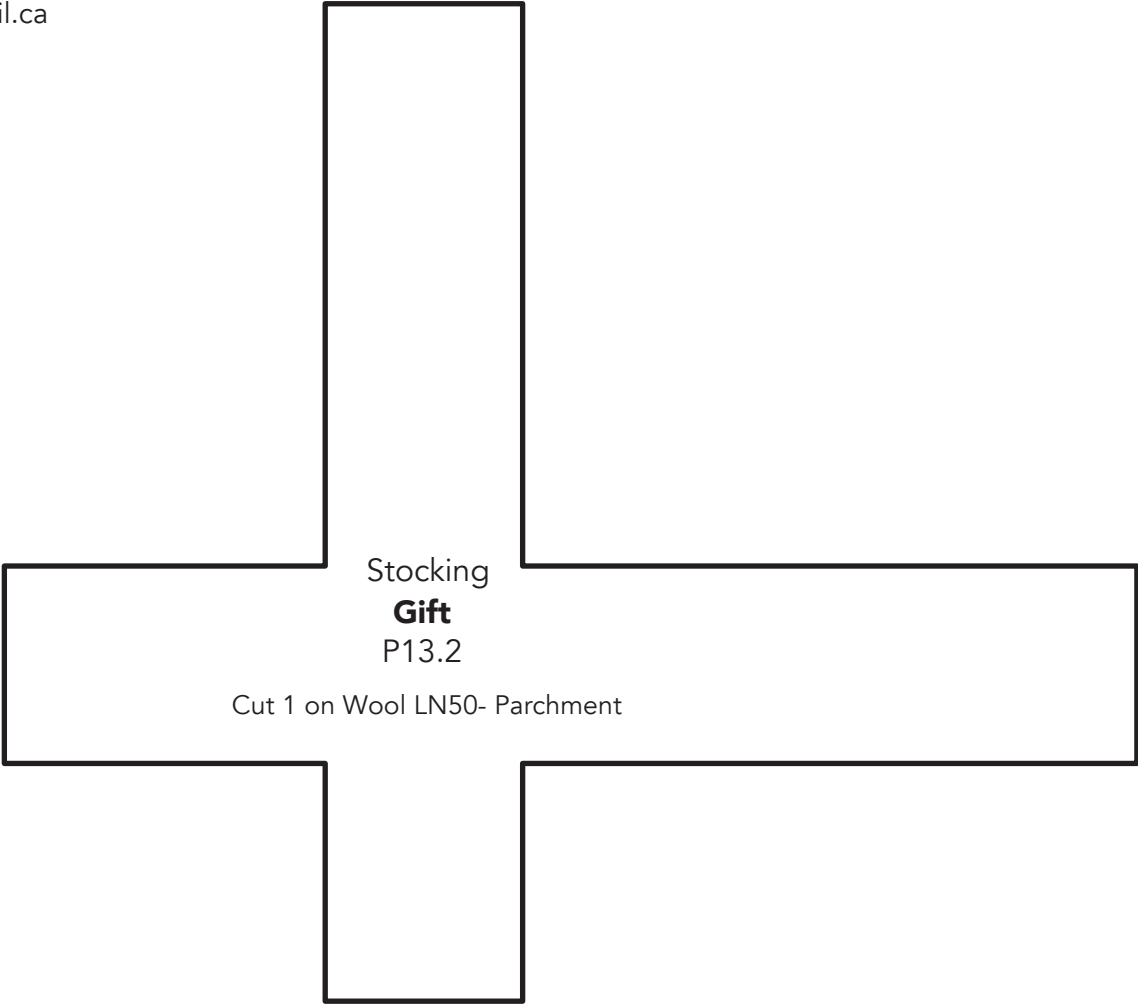 il.ca
Stocking
Gift
P13.2
Cut 1 on Wool LN50- Parchment